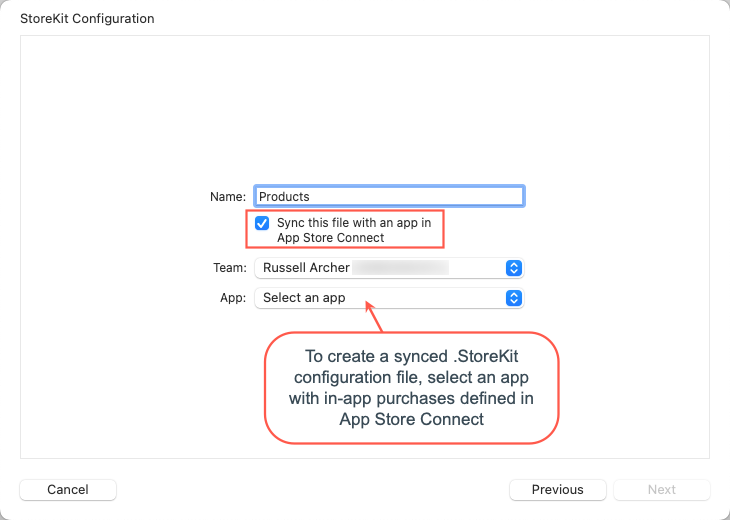 StoreKit Configuration
Name: Products
Sync this file with an app in
App Store Connect
Team: Russell Archer
App: Select an app
To create a synced .StoreKit
configuration file, select an app
with in-app purchases defined in
App Store Connect
Cancel Previous Next